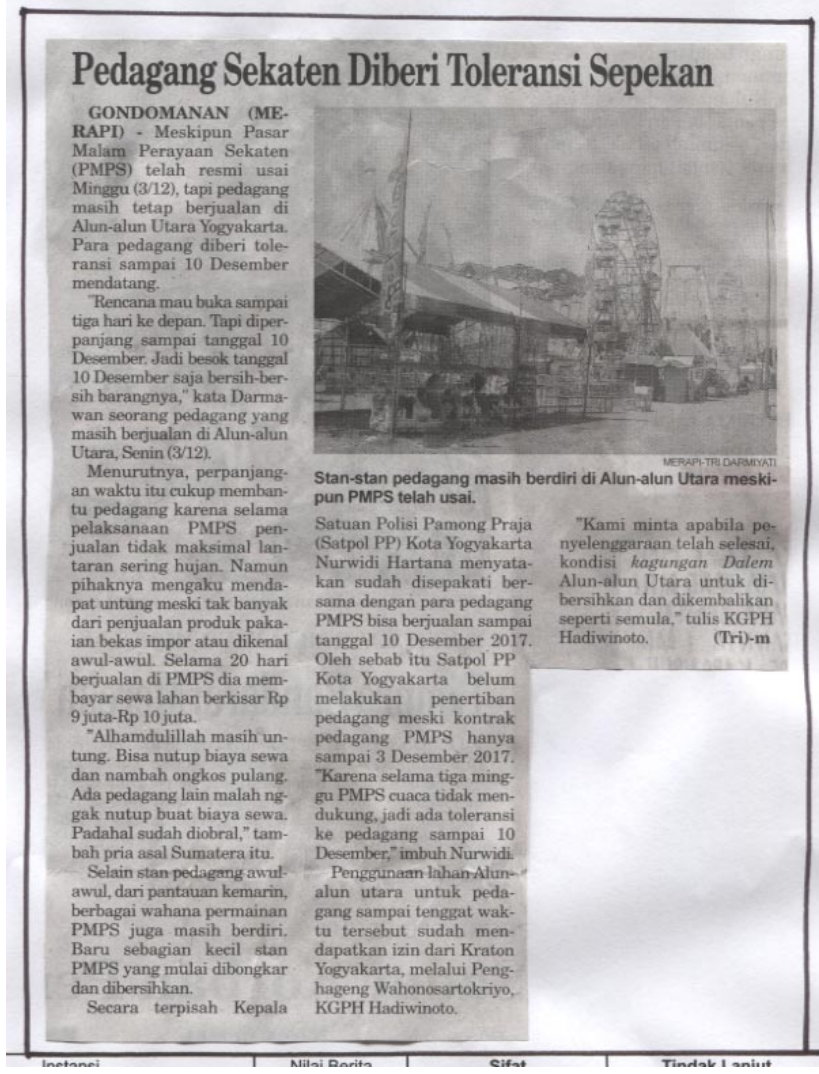 Pedagang Sekaten Diberi Toleransi Sepekan
GONDOMANAN (ME-
RAPI) - Meskipun Pasar
Malam Perayaan Sekaten
(PMPS) telah resmi usai
Minggu (3/12), tapi pedagang
masih tetap berjualan di
Alun-alun Utara Yogyakarta.
Para pedagang diberi tole-
ransi sampai 10 Desember
mendatang.
"Rencana mau buka sampai
tiga hari ke depan. Tapi diper-
panjang sampai tanggal 10
Desember. Jadi besok tanggal
10 Desember saja bersih-ber-
sih barangnya," kata Darma-
wan seorang pedagang yang
masih berjualan di Alun-alun
Utara, Senin (3/12).
Menurutnya, perpanjang-
an waktu itu cukup memban-
tu pedagang karena selama
pelaksanaan PMPS pen-
jualan tidak maksimal lan-
taran sering hujan. Namun
pihaknya mengaku menda-
pat untung meski tak banyak
dari penjualan produk paka-
ian bekas impor atau dikenal
awul-awul. Selama 20 hari
berjualan di PMPS dia mem-
bayar sewa lahan berkisar Rp
9 juta-Rp 10 juta.
"Alhamdulillah masih un-
tung. Bisa nutup biaya sewa
dan nambah ongkos pulang.
Ada pedagang lain malah ng-
gak nutup buat biaya sewa.
Padahal sudah diobral," tam-
bah pria asal Sumatera itu.
Selain stan pedagang awul-
awul, dari pantauan kemarin,
berbagai wahana permainan
PMPS juga masih berdiri.
Baru sebagian kecil stan
PMPS yang mulai dibongkar
dan dibersihkan.
Secara terpisah Kepala
MERAPI-TRI DARMIYATI
Stan-stan pedagang masih berdiri di Alun-alun Utara meski-
pun PMPS telah usai.
Satuan Polisi Pamong Praja
(Satpol PP) Kota Yogyakarta
Nurwidi Hartana menyata-
kan sudah disepakati ber-
sama dengan para pedagang
PMPS bisa berjualan sampai
tanggal 10 Desember 2017.
Oleh sebab itu Satpol PP
Kota Yogyakarta belum
melakukan penertiban
pedagang meski kontrak
pedagang PMPS hanya
sampai 3 Desember 2017.
"Karena selama tiga ming-
gu PMPS cuaca tidak men-
dukung, jadi ada toleransi
ke pedagang sampai 10
Desember," imbuh Nurwidi.
Penggunaan lahan Alun-
alun utara untuk peda-
gang sampai tenggat wak-
tu tersebut sudah men-
dapatkan izin dari Kraton
Yogyakarta, melalui Peng-
hageng Wahonosartokriyo,
KGPH Hadiwinoto.
"Kami minta apabila pe-
nyelenggaraan telah selesai,
kondisi kagungan Dalem
Alun-alun Utara untuk di-
bersihkan dan dikembalikan
seperti semula," tulis KGPH
Hadiwinoto. (Tri)-m
Instansi Nilai Berita Sifat Tindak Lanjut